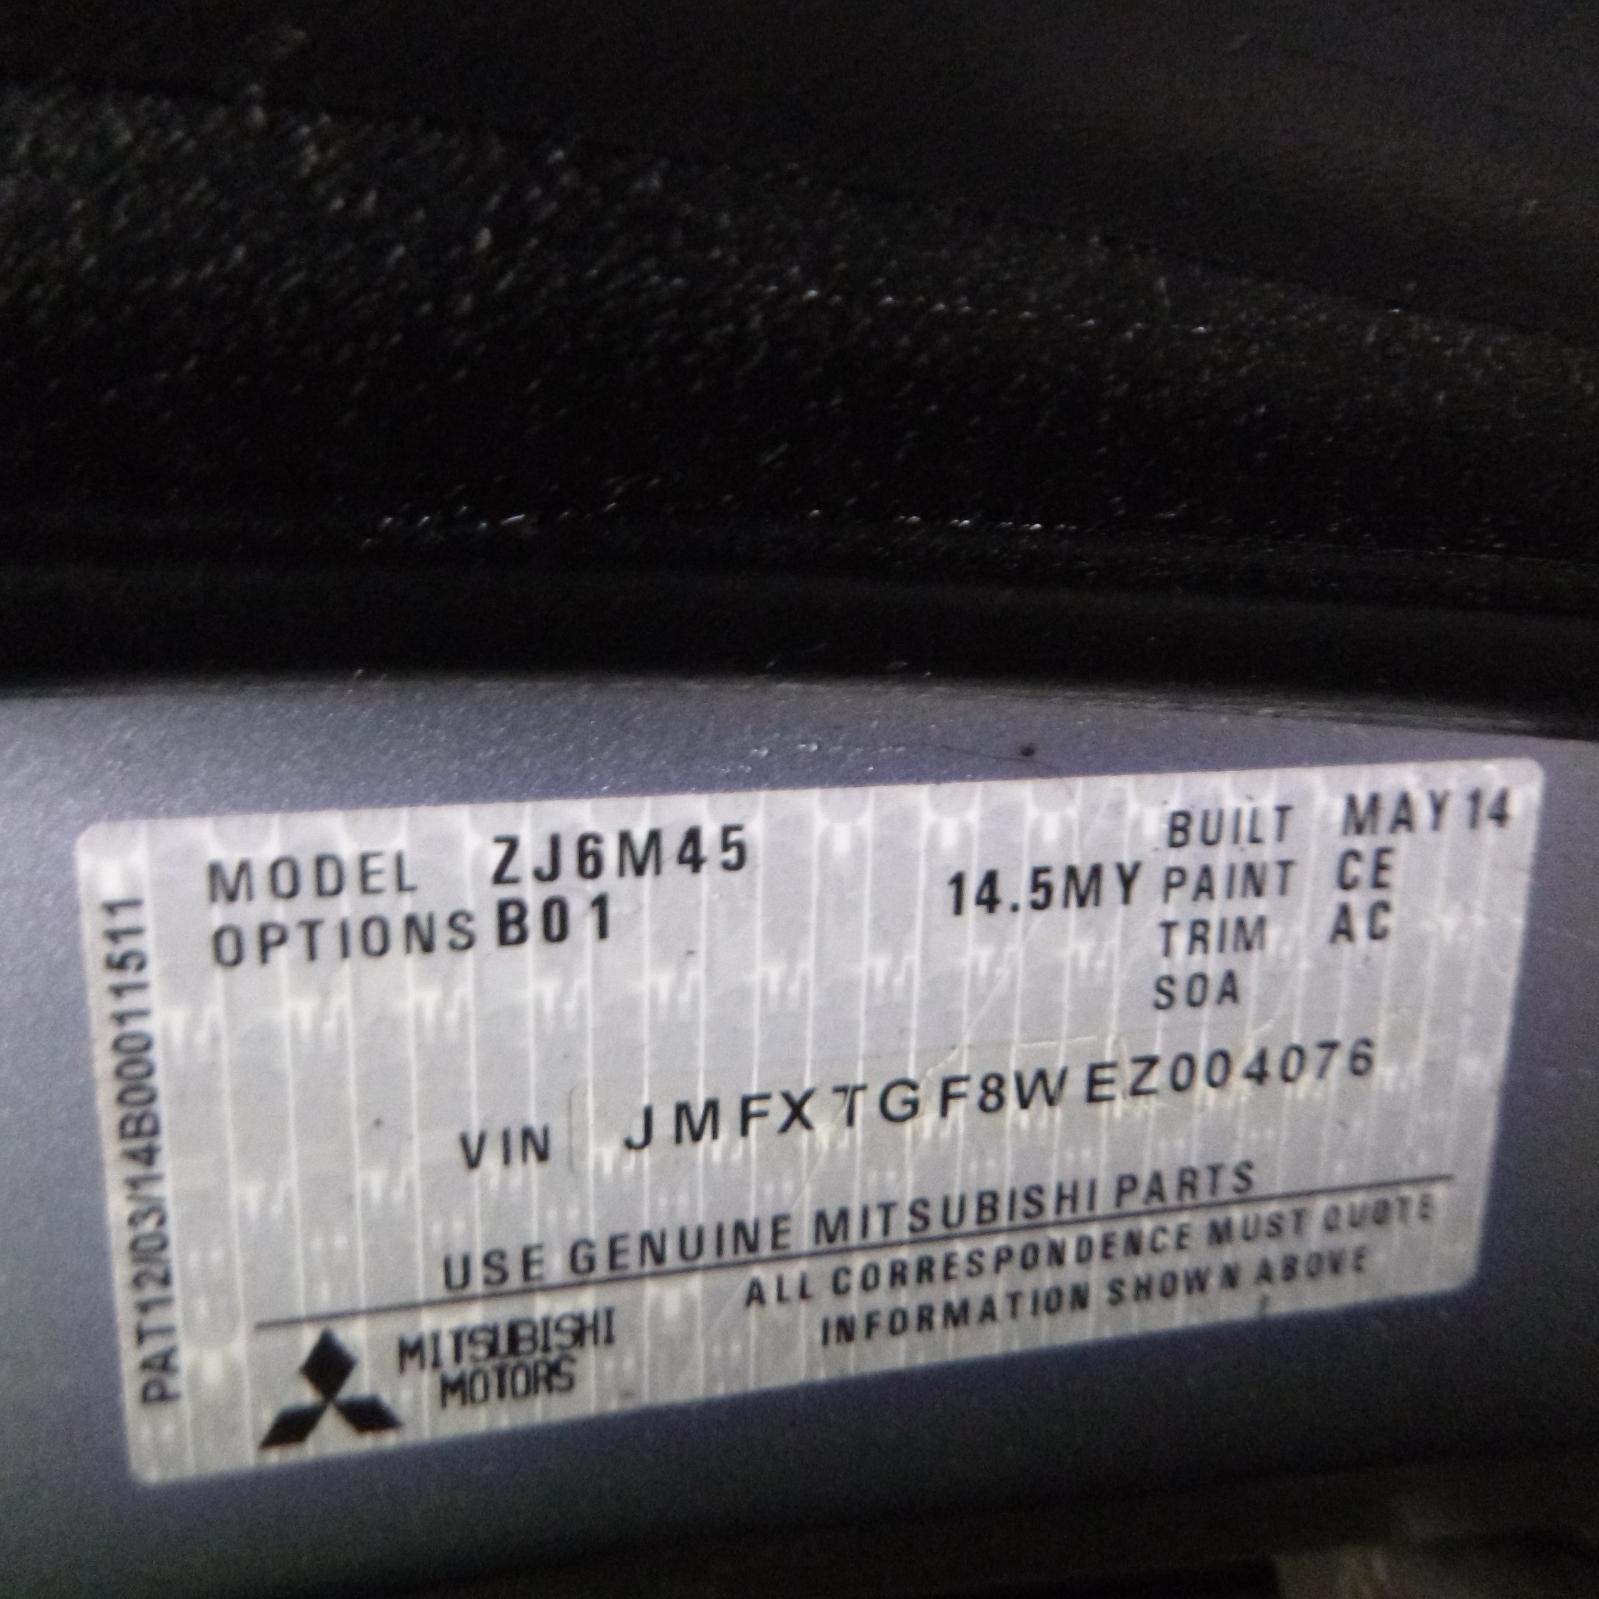 MODEL ZJ6M45 BUILT MAY 14
OPTIONS B01 14.5MY PAINT CE
TRIM AC
SOA
VIN JMFXTGF8WEZ004076
USE GENUINE MITSUBISHI PARTS
MITSUBISHI
MOTORS
ALL CORRESPONDENCE MUST QUOTE
INFORMATION SHOWN ABOVE
PAT12/03/14B00011511